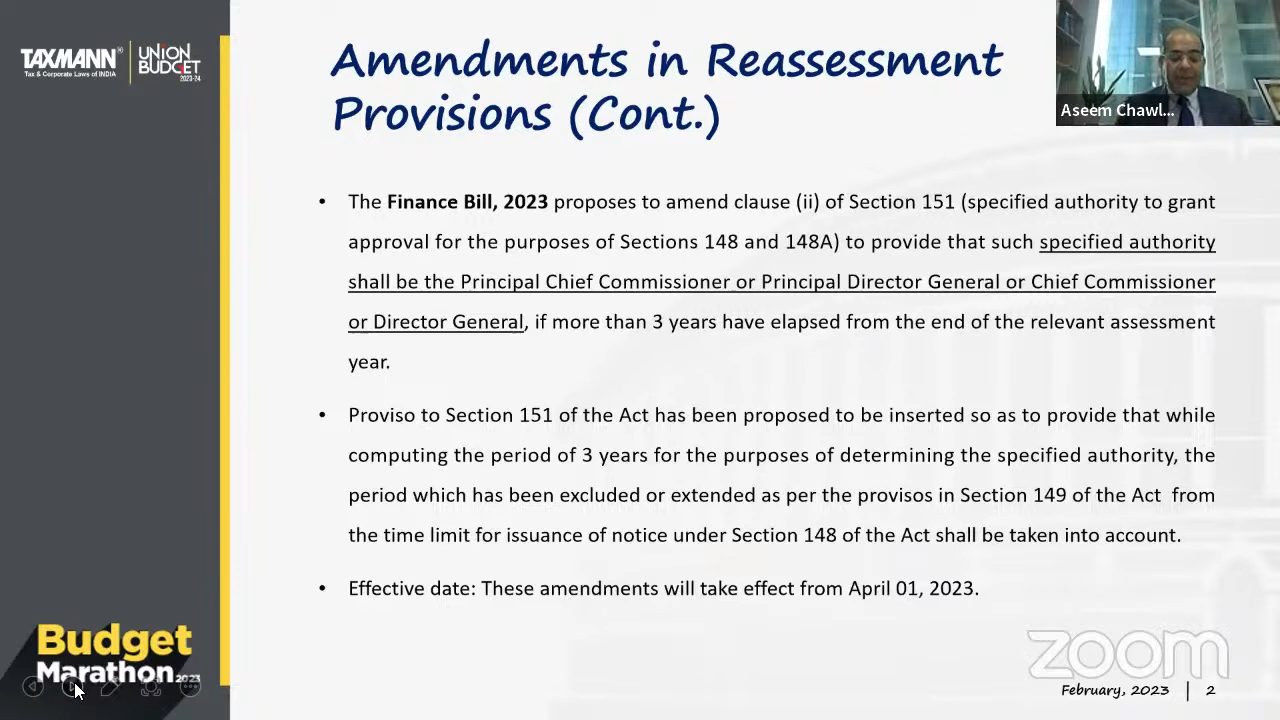 TAXMANN®
Tax & Corporate Laws of INDIA
UNION
BUDGET
2023-24
Amendments in Reassessment
Provisions (Cont.)
Aseem Chawl...
• The Finance Bill, 2023 proposes to amend clause (ii) of Section 151 (specified authority to grant
approval for the purposes of Sections 148 and 148A) to provide that such specified authority
shall be the Principal Chief Commissioner or Principal Director General or Chief Commissioner
or Director General, if more than 3 years have elapsed from the end of the relevant assessment
year.
• Proviso to Section 151 of the Act has been proposed to be inserted so as to provide that while
computing the period of 3 years for the purposes of determining the specified authority, the
period which has been excluded or extended as per the provisos in Section 149 of the Act from
the time limit for issuance of notice under Section 148 of the Act shall be taken into account.
• Effective date: These amendments will take effect from April 01, 2023.
Budget
Marathon 2023
zoom
February, 2023 | 2